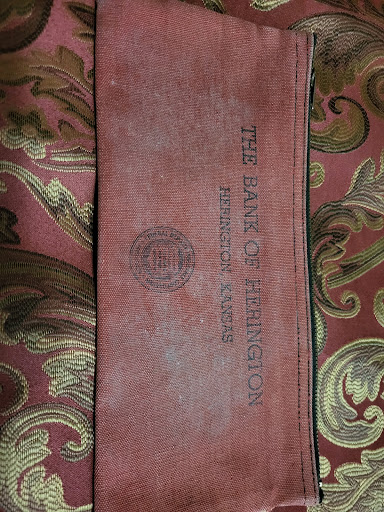 THE BANK OF HERINGTON
HERINGTON KANSAS